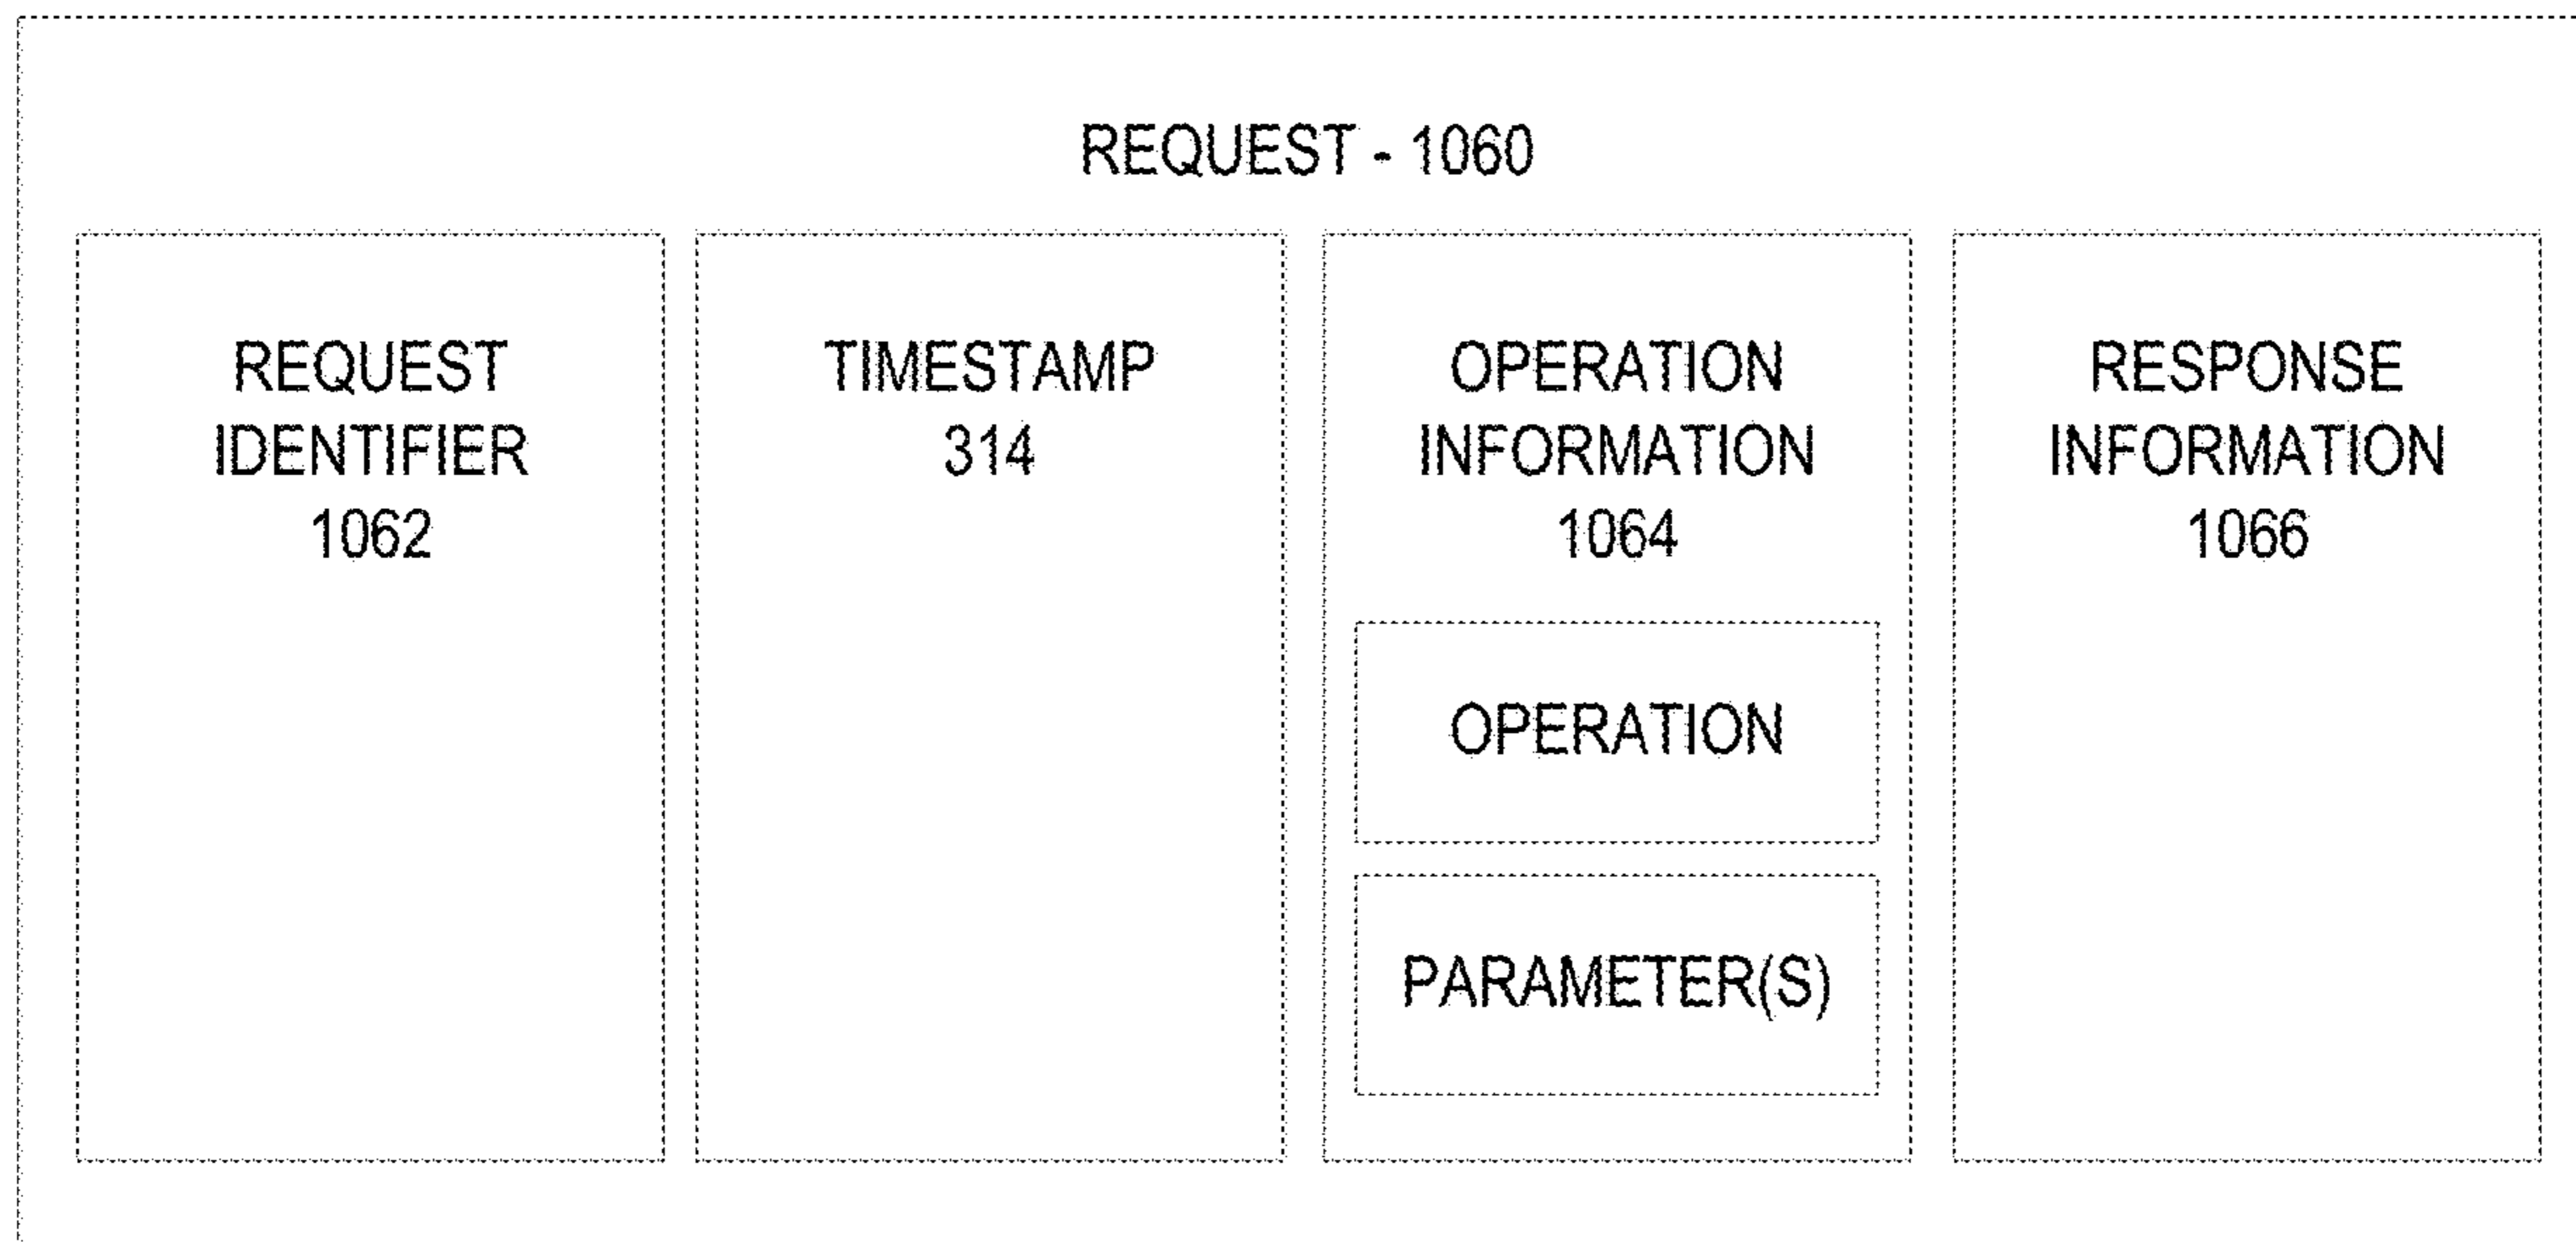 REQUEST - 1060
REQUEST
IDENTIFIER
1062
TIMESTAMP
314
OPERATION
INFORMATION
1064
OPERATION
PARAMETER(S)
RESPONSE
INFORMATION
1066